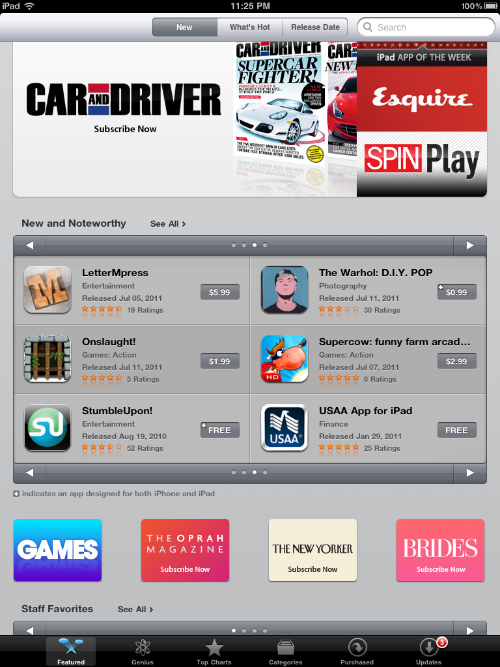 iPad
11:25 PM
100%
New
What's Hot
Release Date
Search
CAR AND DRIVER
Subscribe Now
SUPERCAR
FIGHTER!
iPad APP OF THE WEEK
Esquire
SPIN Play
New and Noteworthy
See All >
LetterMpress
Entertainment
Released Jul 05, 2011
19 Ratings
$5.99
The Warhol: D.I.Y. POP
Photography
Released Jul 11, 2011
30 Ratings
$0.99
Onslaught!
Games: Action
Released Jul 11, 2011
5 Ratings
$1.99
Supercow: funny farm arcad...
Games: Action
Released Jul 07, 2011
6 Ratings
$2.99
HD
StumbleUpon!
Entertainment
Released Aug 19, 2010
52 Ratings
FREE
USAA App for iPad
Finance
Released Jan 29, 2011
25 Ratings
FREE
USAA
+ indicates an app designed for both iPhone and iPad
GAMES
THE OPRAH
MAGAZINE
Subscribe Now
THE NEW YORKER
Subscribe Now
BRIDES
Subscribe Now
Staff Favorites
See All >
Featured
Genius
Top Charts
Categories
Purchased
3
Updates